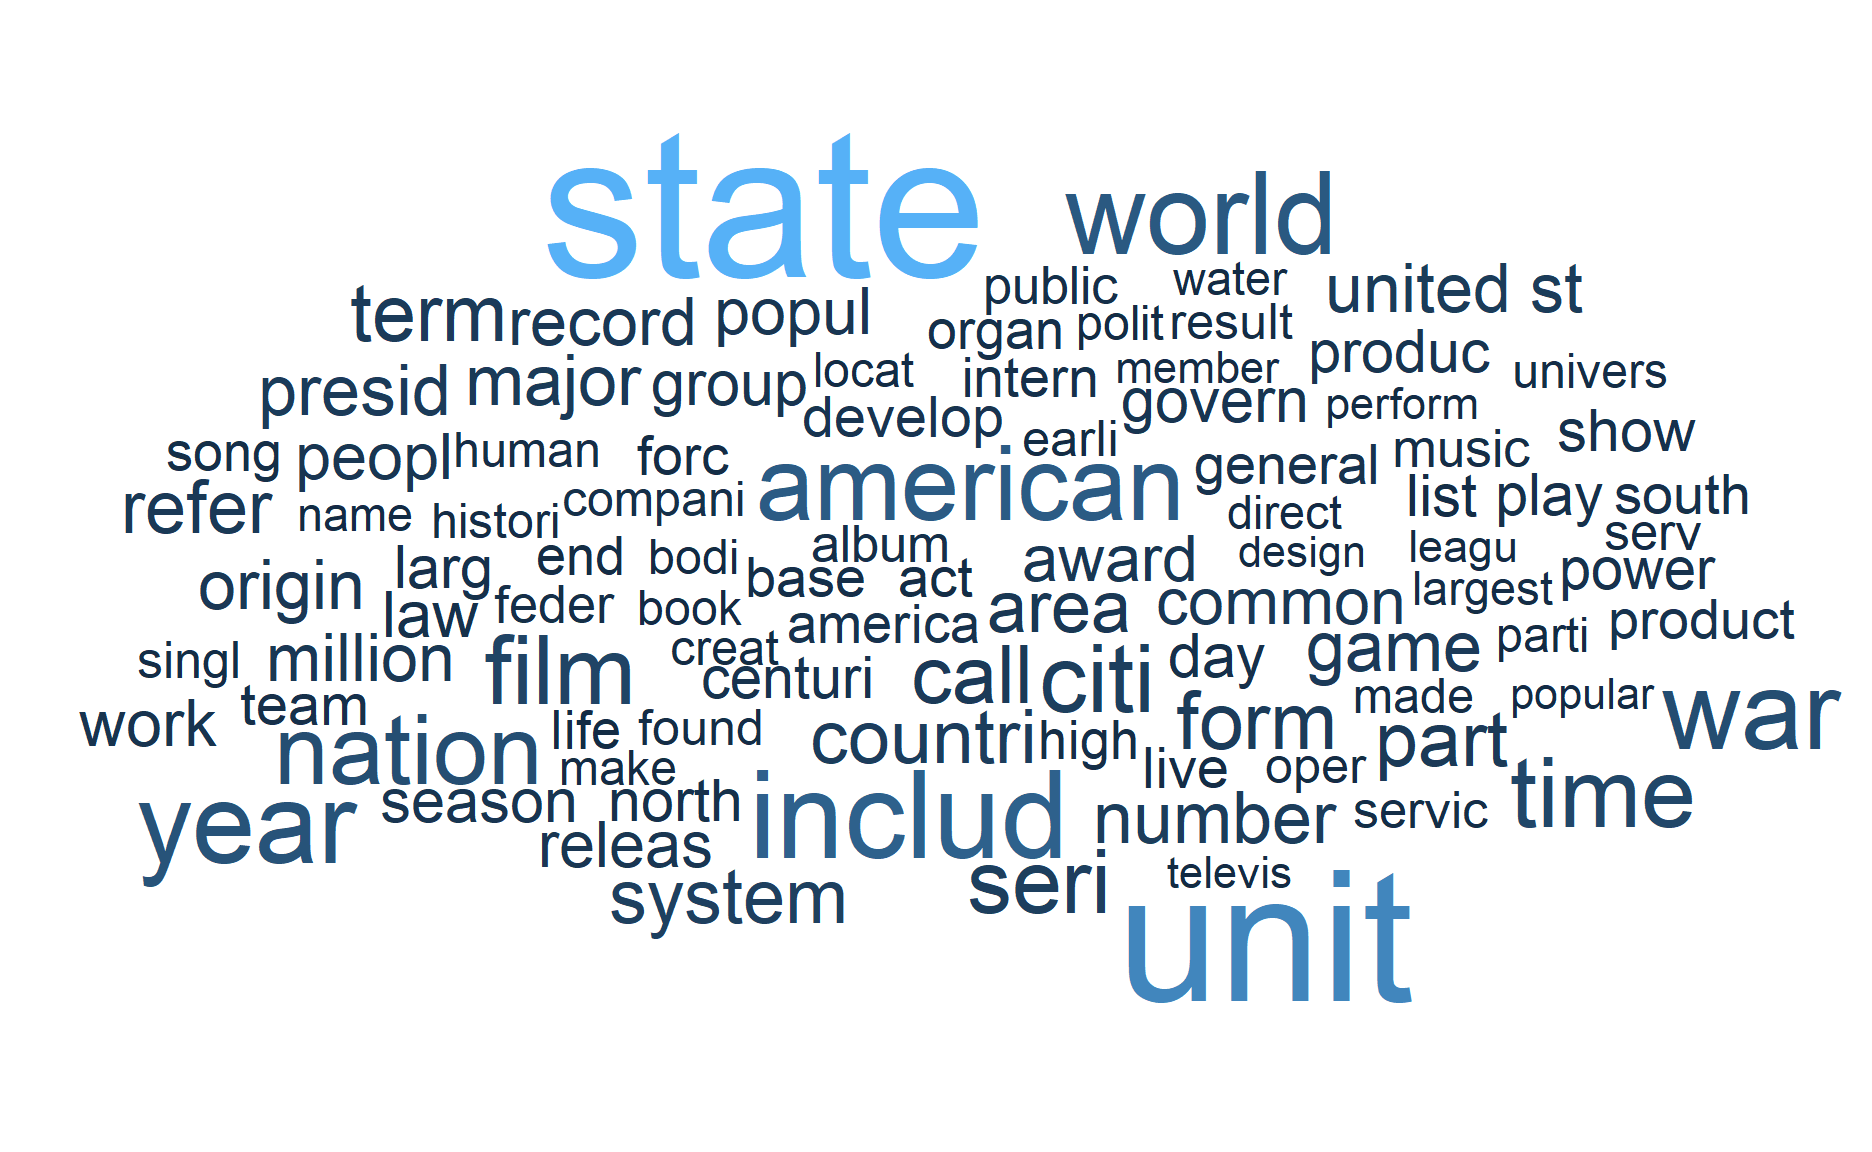 state world
public water united st
term record popul organ polit result
presid major group locat intern member produc univers
develop govern perform
song peopl human forc earli general music show
refer name histori compani american direct list play south
origin larg end bodi album base act award design leagu serv
law feder book america area common largest power
singl million film creat centuri call citi day game parti product
work team nation life found countri high form made part popular war
year season make north includ live oper number servic time
releas system seri televis
unit